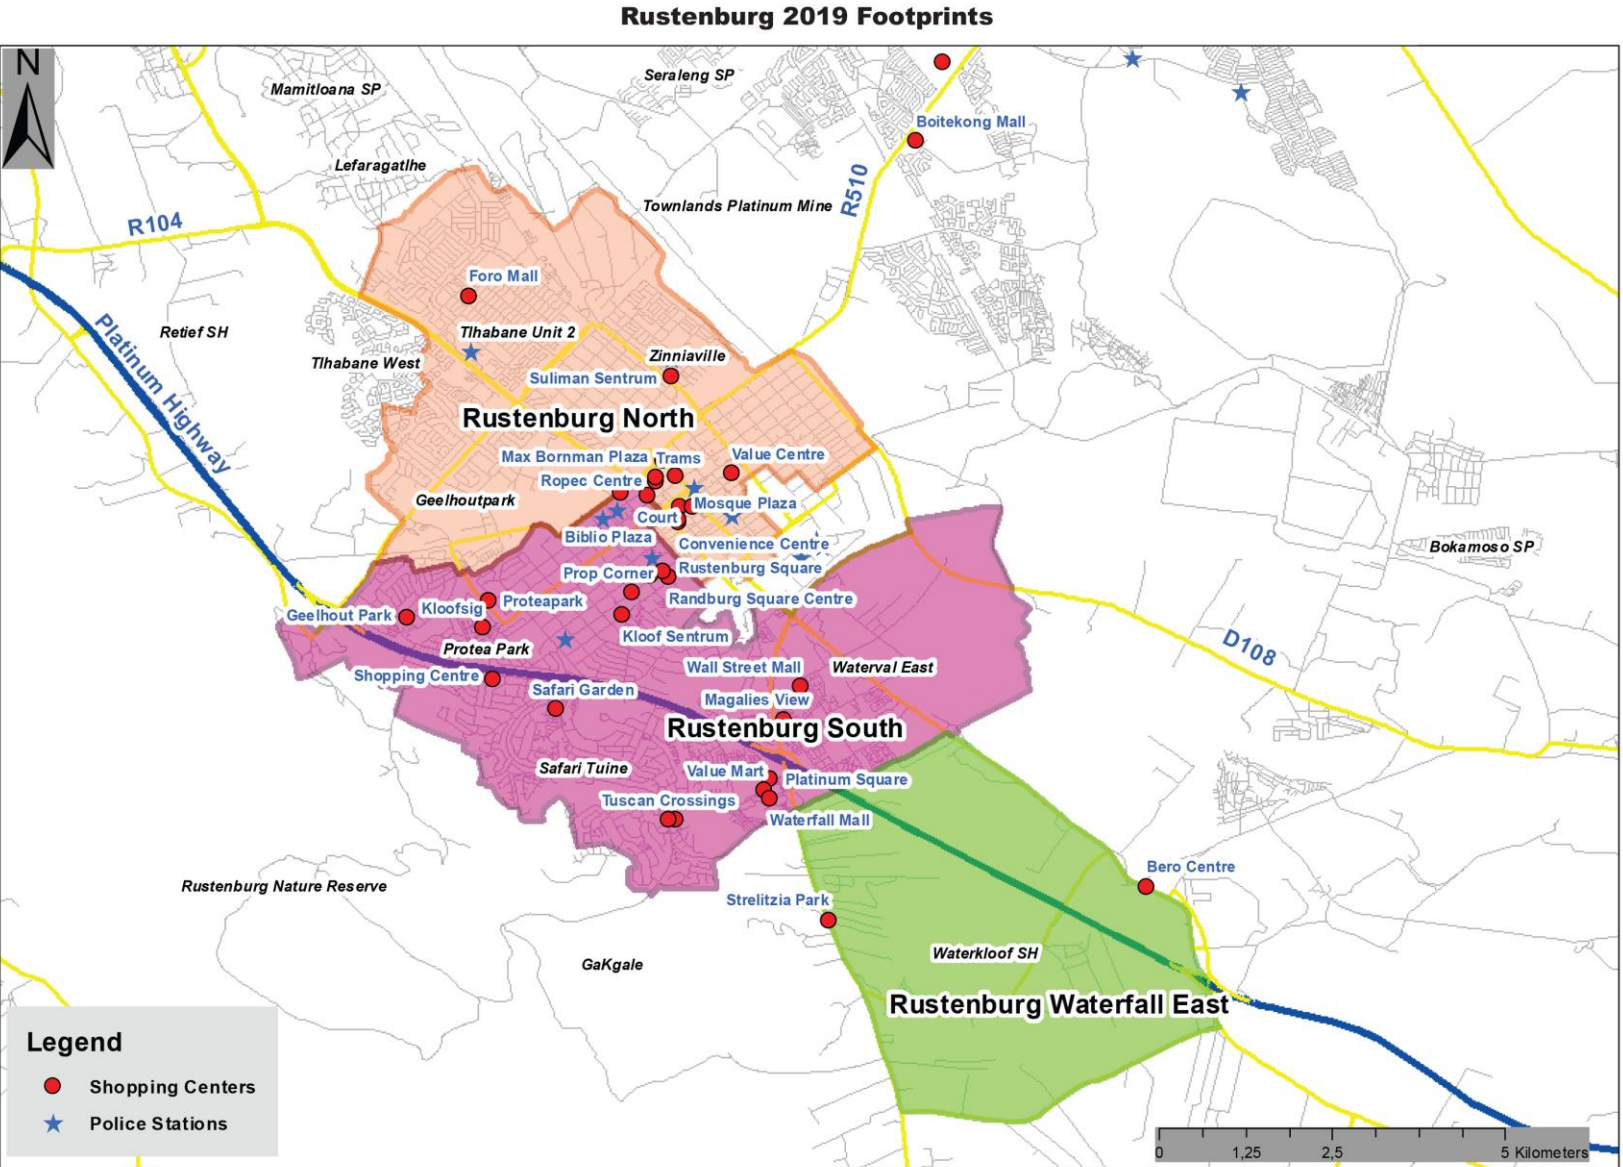 Rustenburg 2019 Footprints
N
Mamitloana SP
Seraleng SP
Boitekong Mall
Lefaragatlhe
R510
Townlands Platinum Mine
R104
Foro Mall
Platinum Highway
Retief SH
Tlhabane Unit 2
Tlhabane West
Zinniaville
Suliman Sentrum
Rustenburg North
Max Bornman Plaza
Trams
Value Centre
Ropec Centre
Geelhoutpark
Mosque Plaza
Court
Biblio Plaza
Convenience Centre
Bokamoso SP
Prop Corner
Rustenburg Square
Randburg Square Centre
Geelhout Park
Kloofsig
Proteapark
Kloof Sentrum
D108
Protea Park
Wall Street Mall
Waterval East
Shopping Centre
Safari Garden
Magalies View
Rustenburg South
Safari Tuine
Value Mart
Platinum Square
Tuscan Crossings
Waterfall Mall
Bero Centre
Rustenburg Nature Reserve
Strelitzia Park
Waterkloof SH
GaKgale
Rustenburg Waterfall East
Legend
Shopping Centers
Police Stations
0 1,25 2,5 5 Kilometers